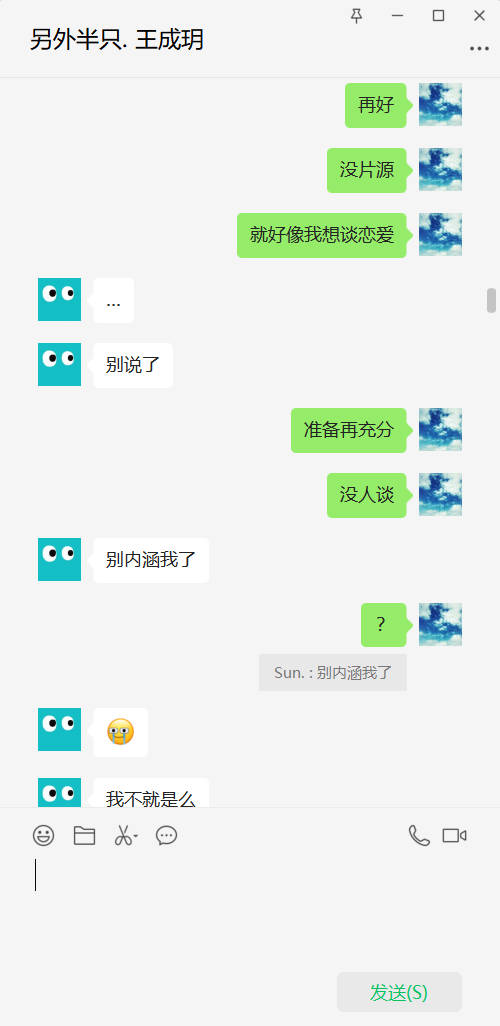 另外半只. 王成玥
再好
没片源
就好像我想谈恋爱
...
别说了
准备再充分
没人谈
别内涵我了
?
Sun. : 别内涵我了
我不就是么
发送(S)